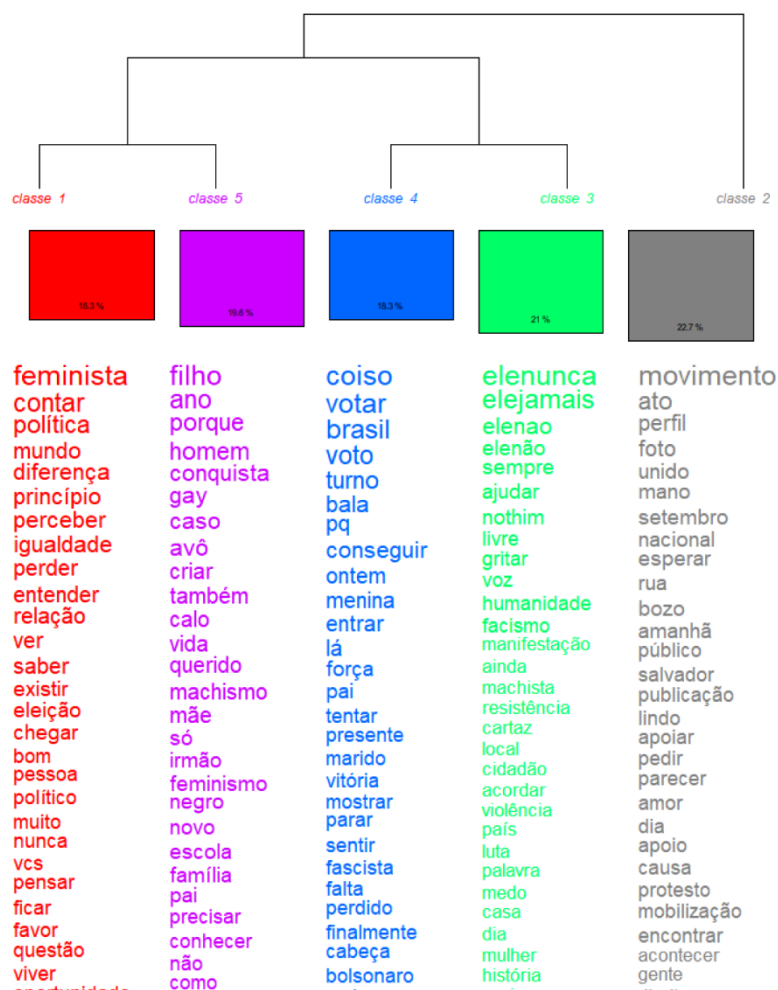 classe 1
classe 5
classe 4
classe 3
classe 2
18.3 %
19.6 %
18.3 %
21 %
22.7 %
feminista
contar
política
mundo
diferença
princípio
perceber
igualdade
perder
entender
relação
ver
saber
existir
eleição
chegar
bom
pessoa
político
muito
nunca
vcs
pensar
ficar
favor
questão
viver
filho
ano
porque
homem
conquista
gay
caso
avô
criar
também
calo
vida
querido
machismo
mãe
só
irmão
feminismo
negro
novo
escola
família
pai
precisar
conhecer
não
como
coiso
votar
brasil
voto
turno
bala
pq
conseguir
ontem
menina
entrar
lá
força
pai
tentar
presente
marido
vitória
mostrar
parar
sentir
fascista
falta
perdido
finalmente
cabeça
bolsonaro
elenunca
elejamais
elenao
elenão
sempre
ajudar
nothim
livre
gritar
voz
humanidade
facismo
manifestação
ainda
machista
resistência
cartaz
local
cidadão
acordar
violência
país
luta
palavra
medo
casa
dia
mulher
história
movimento
ato
perfil
foto
unido
mano
setembro
nacional
esperar
rua
bozo
amanhã
público
salvador
publicação
lindo
apoiar
pedir
parecer
amor
dia
apoio
causa
protesto
mobilização
encontrar
acontecer
gente